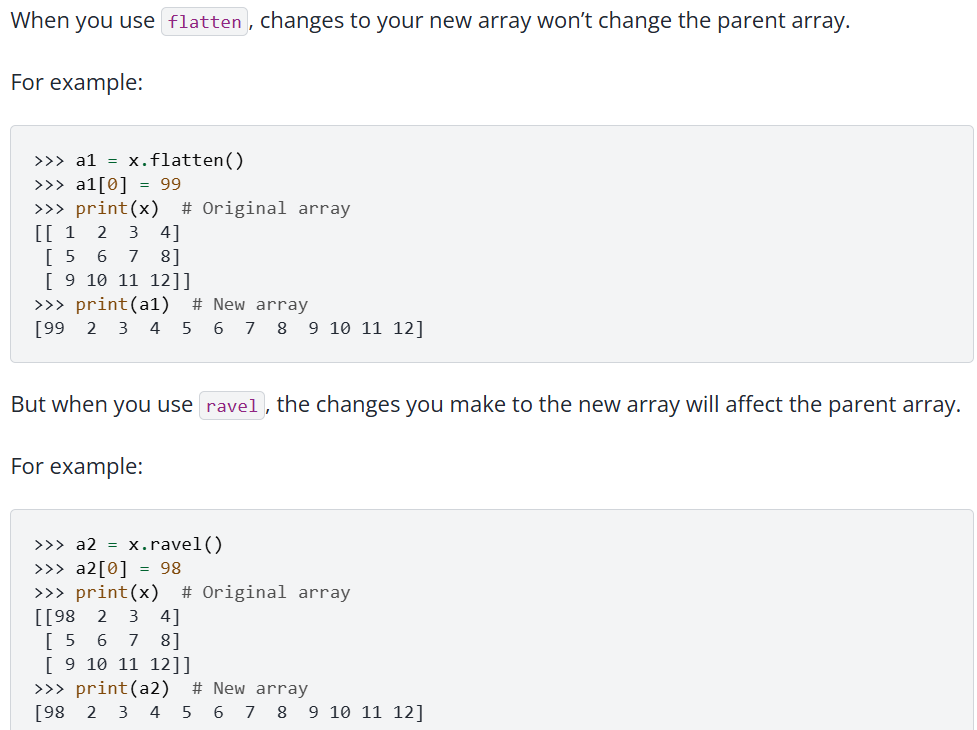 When you use flatten, changes to your new array won’t change the parent array.
For example:
>>> a1 = x.flatten()
>>> a1[0] = 99
>>> print(x)  # Original array
[[ 1  2  3  4]
 [ 5  6  7  8]
 [ 9 10 11 12]]
>>> print(a1)  # New array
[99  2  3  4  5  6  7  8  9 10 11 12]
But when you use ravel, the changes you make to the new array will affect the parent array.
For example:
>>> a2 = x.ravel()
>>> a2[0] = 98
>>> print(x)  # Original array
[[98  2  3  4]
 [ 5  6  7  8]
 [ 9 10 11 12]]
>>> print(a2)  # New array
[98  2  3  4  5  6  7  8  9 10 11 12]